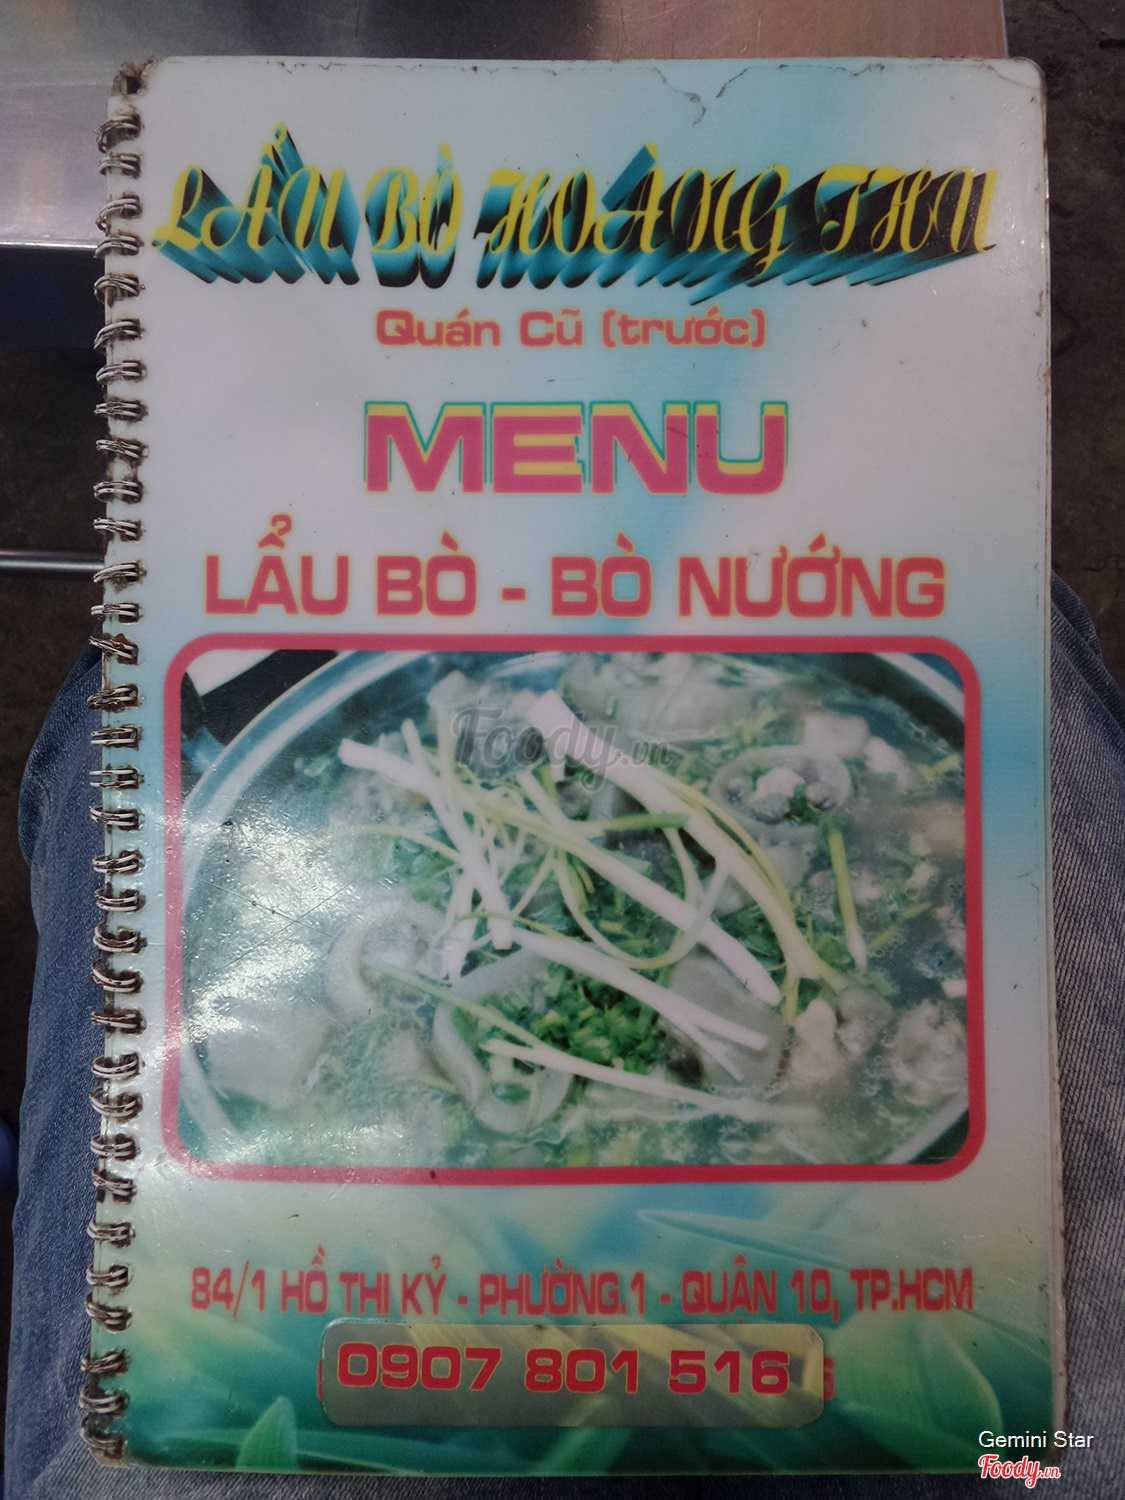 LẨU BÒ HOÀNG THU
Quán Cũ (trước)
MENU
LẨU BÒ - BÒ NƯỚNG
Foody.vn
84/1 HỒ THI KỶ - PHƯỜNG.1 - QUẬN 10, TP.HCM
0907 801 516
Gemini Star
Foody.vn